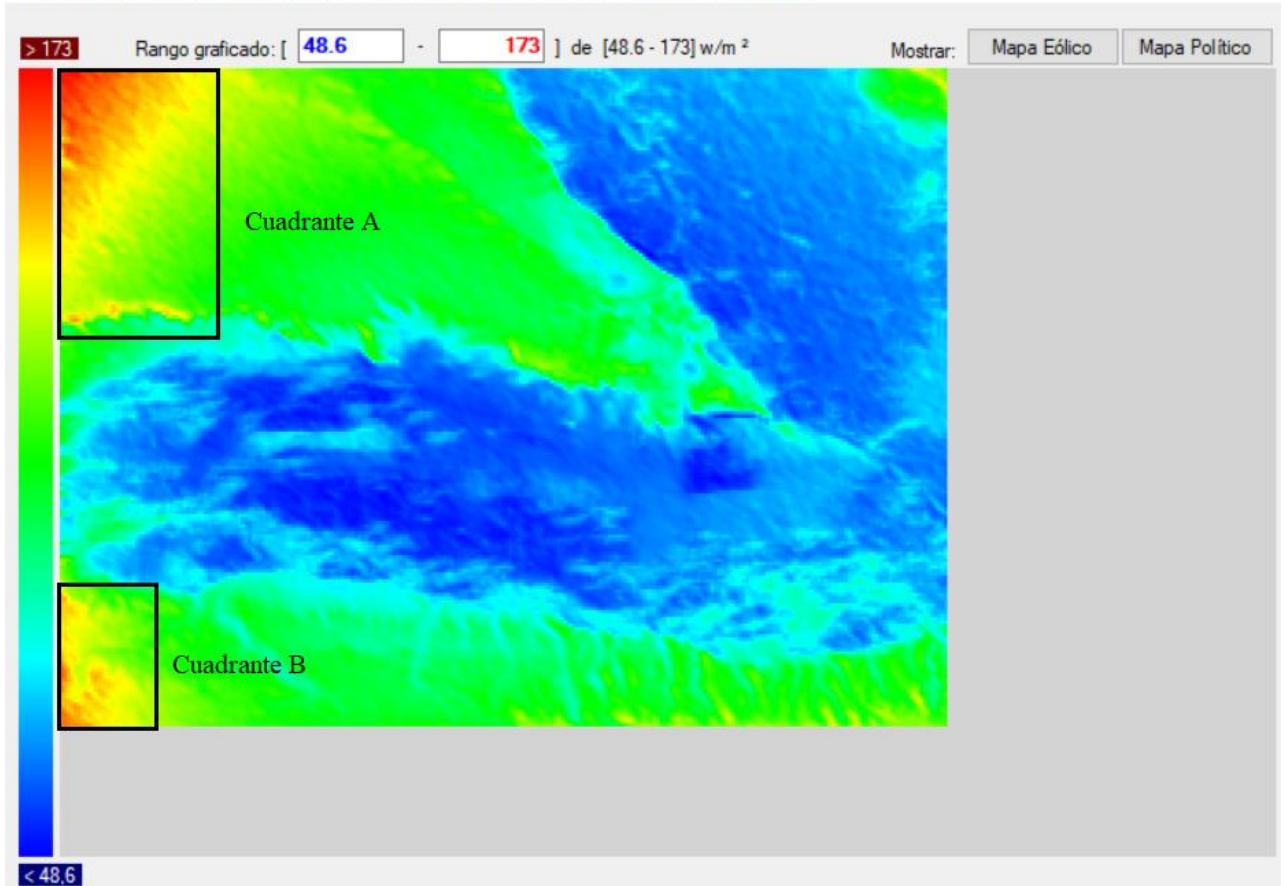 > 173 Rango graficado: [ 48.6 - 173 ] de [48.6 - 173] w/m ² Mostrar: Mapa Eólico Mapa Político
Cuadrante A
Cuadrante B
< 48,6